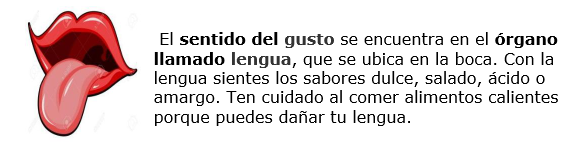 El sentido del gusto se encuentra en el órgano
llamado lengua, que se ubica en la boca. Con la
lengua sientes los sabores dulce, salado, ácido o
amargo. Ten cuidado al comer alimentos calientes
porque puedes dañar tu lengua.